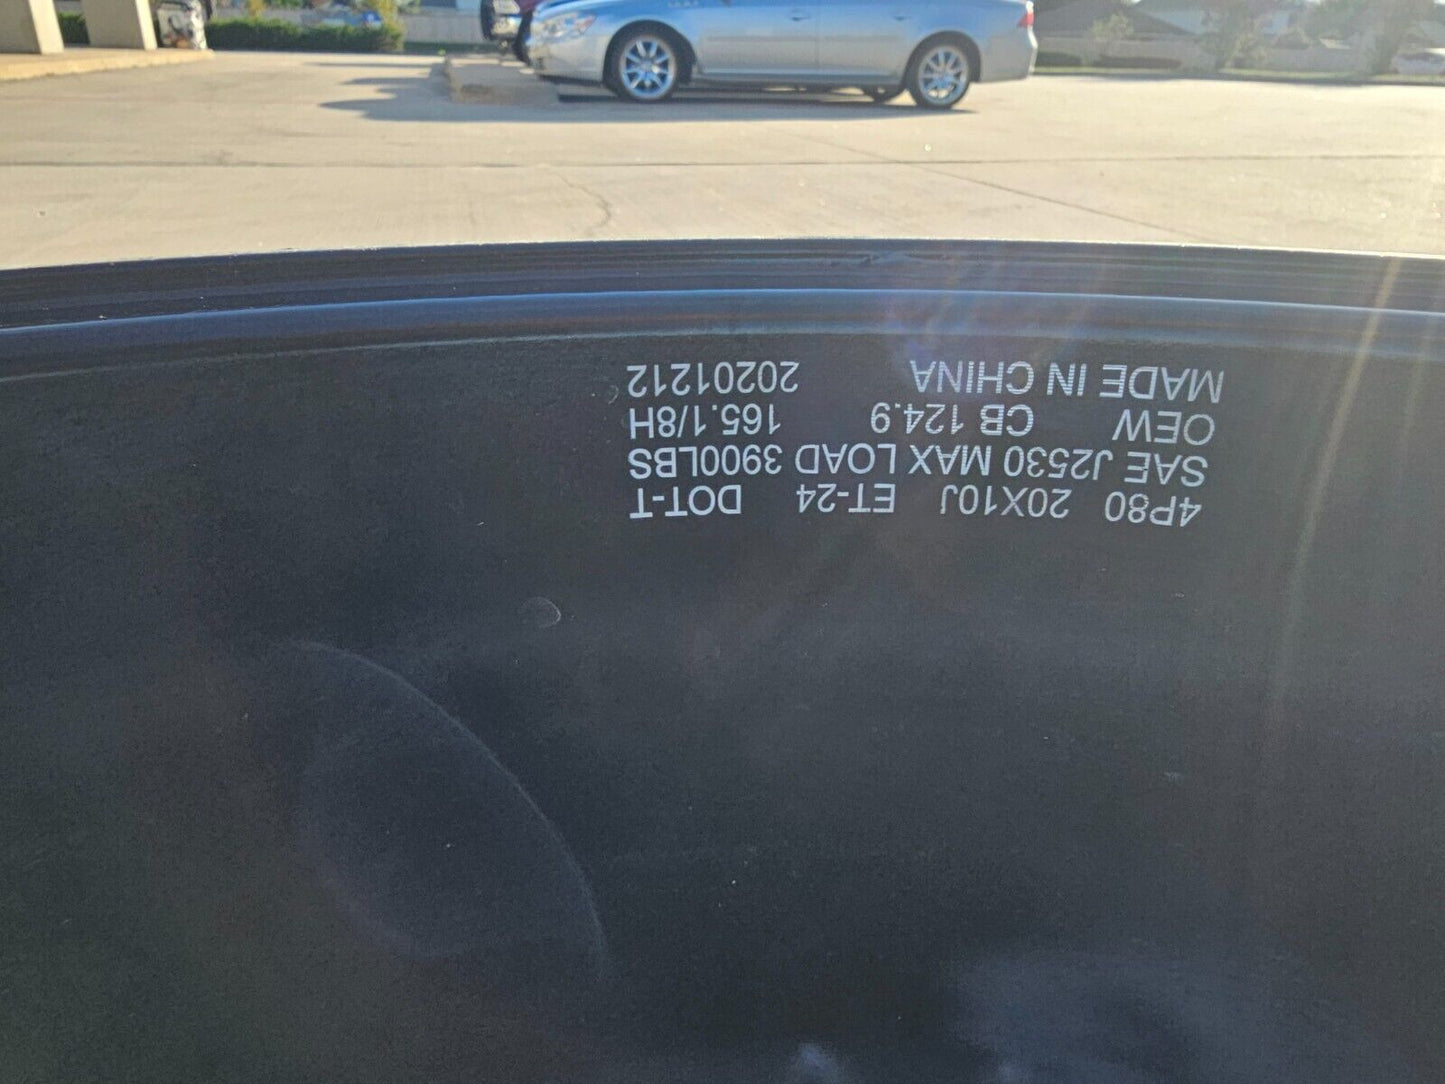 4P80 20X10J ET-24 DOT-T
SAE J2530 MAX LOAD 3900LBS
OEW CB 124.9 165.1/8H
MADE IN CHINA 20201212